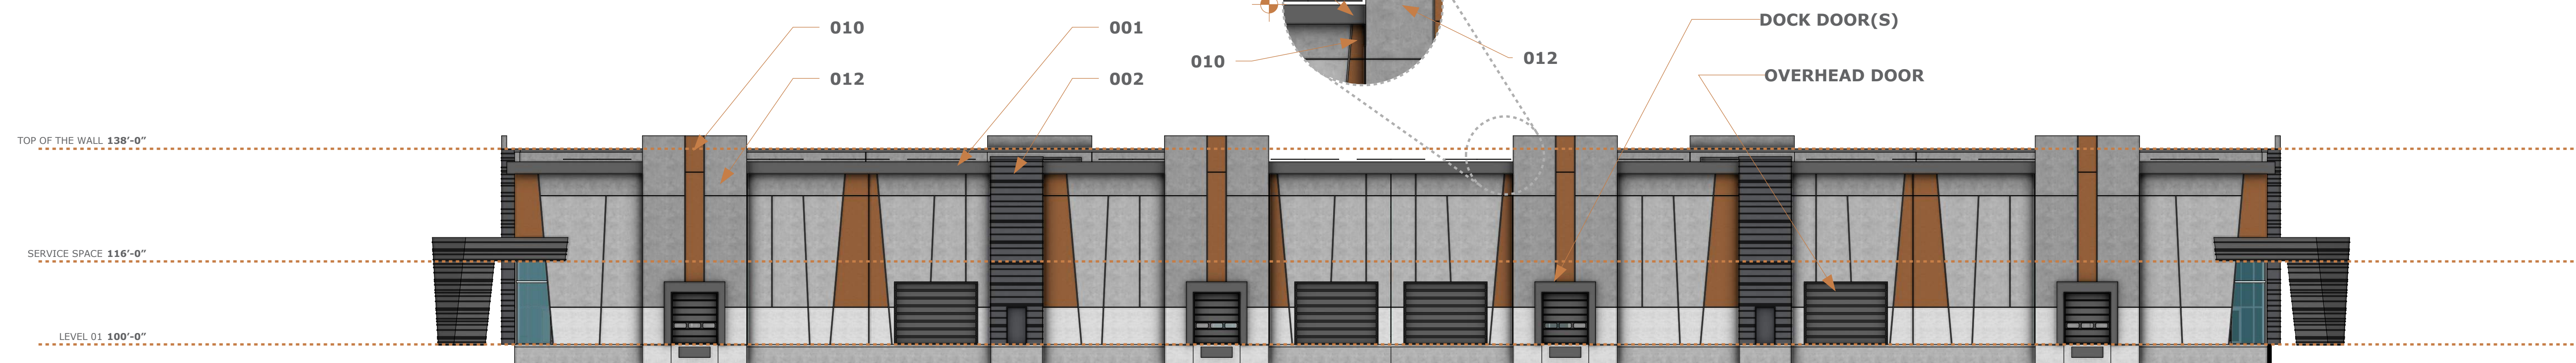 DOCK DOOR(S)
010
001
010
012
012
002
OVERHEAD DOOR
TOP OF THE WALL 138'-0"
SERVICE SPACE 116'-0"
LEVEL 01 100'-0"